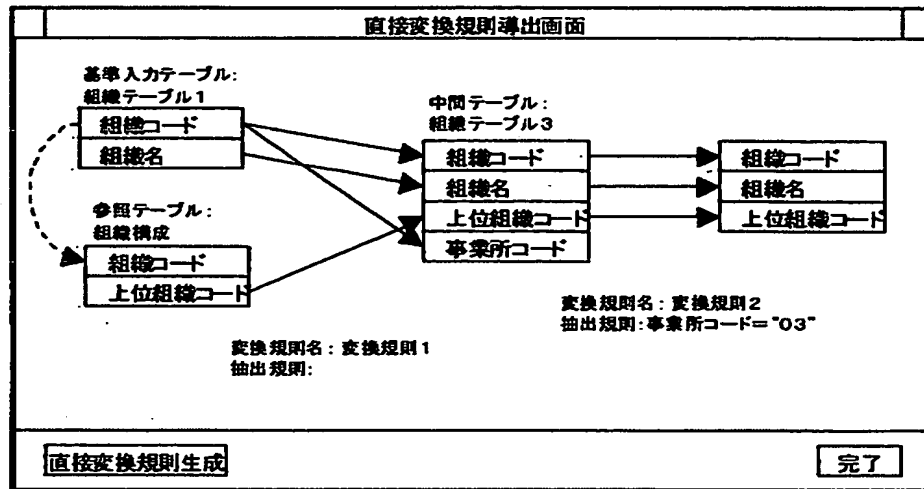 直接変換規則導出画面
基準入力テーブル:
組織テーブル1
組織コード
組織名
参照テーブル:
組織構成
組織コード
上位組織コード
中間テーブル:
組織テーブル3
組織コード
組織名
上位組織コード
事業所コード
組織コード
組織名
上位組織コード
変換規則名:変換規則1
抽出規則:
変換規則名:変換規則2
抽出規則:事業所コード="03"
直接変換規則生成
完了